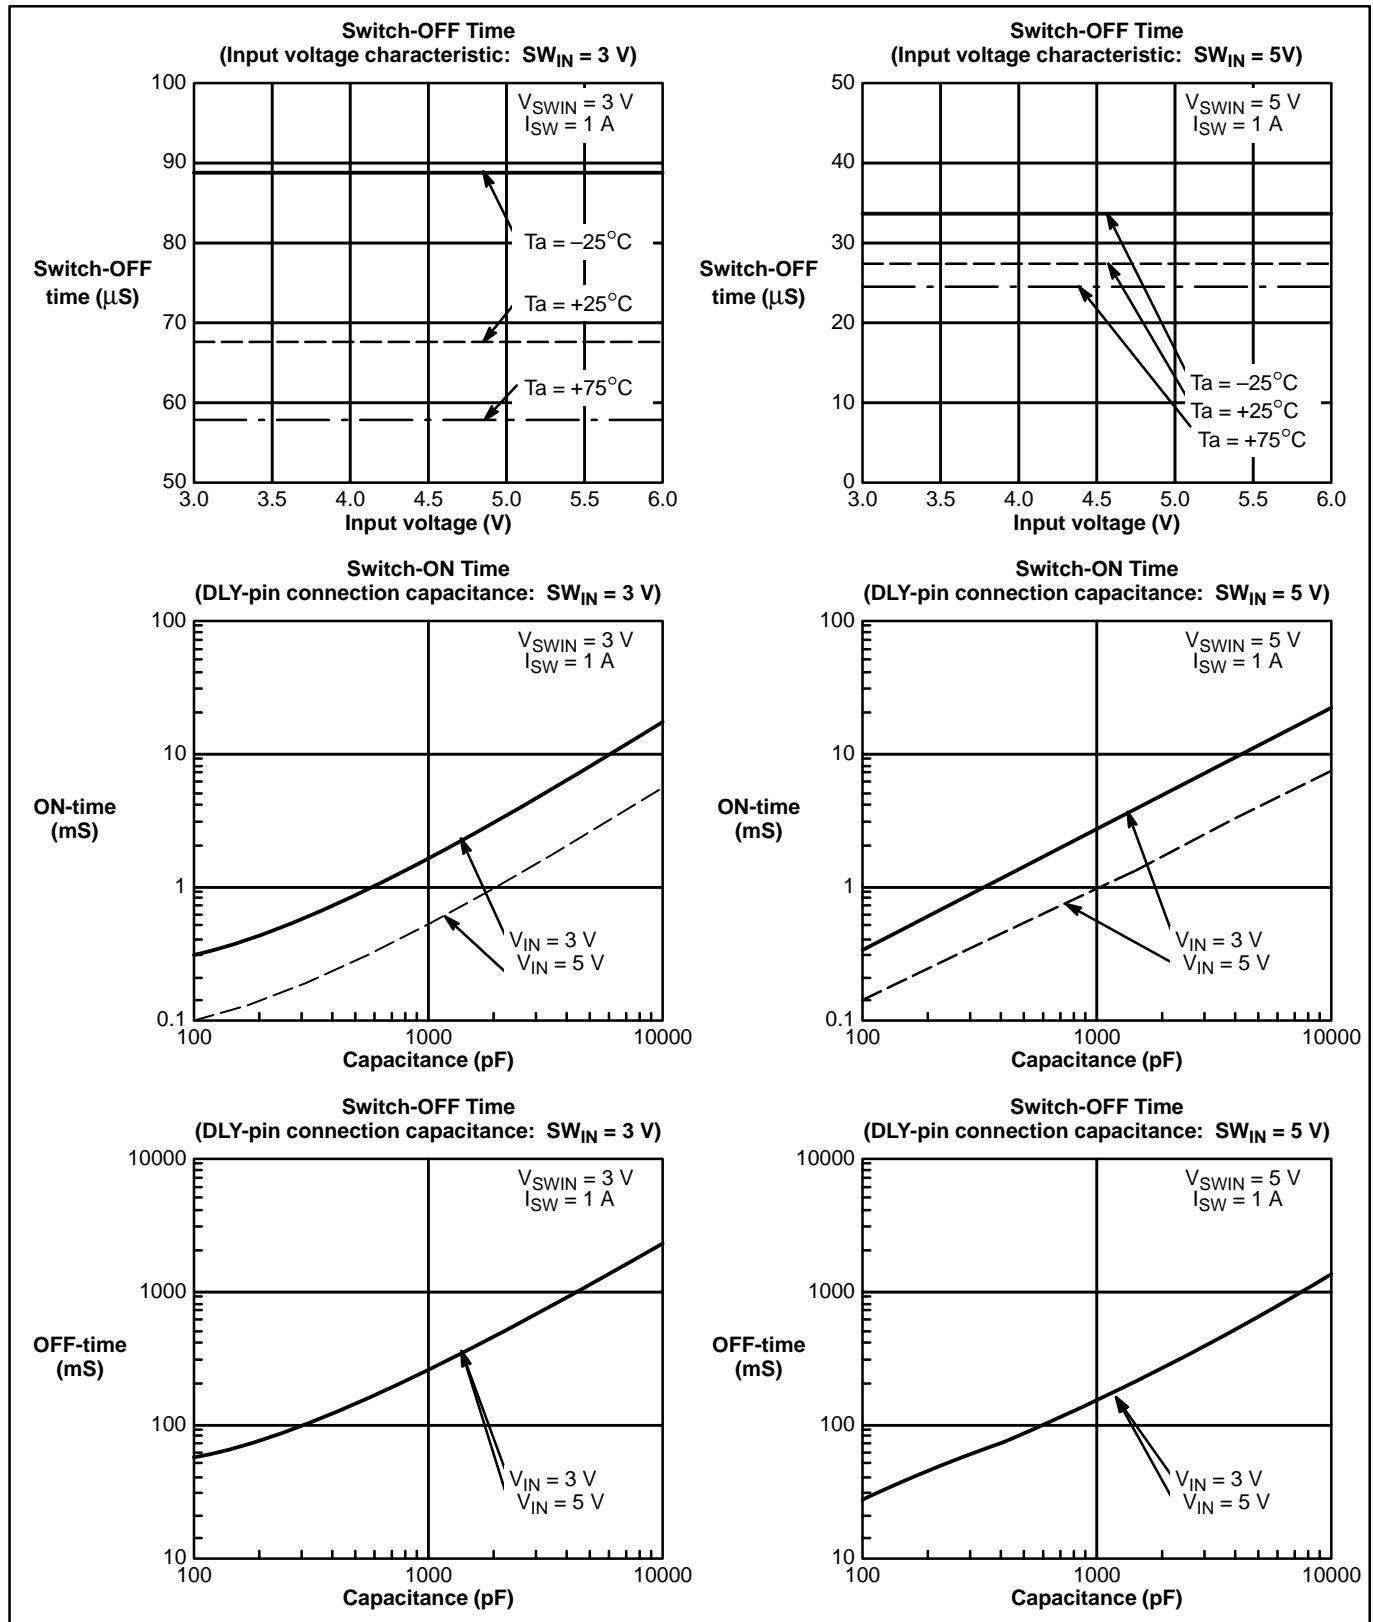 Switch-OFF Time
(Input voltage characteristic: SWIN = 3 V)
100
90
80
70
60
50
VSWIN = 3 V
ISW = 1 A
Ta = –25°C
Ta = +25°C
Ta = +75°C
Switch-OFF
time (μS)
3.0 3.5 4.0 4.5 5.0 5.5 6.0
Input voltage (V)
Switch-OFF Time
(Input voltage characteristic: SWIN = 5V)
50
40
30
20
10
0
VSWIN = 5 V
ISW = 1 A
Switch-OFF
time (μS)
Ta = –25°C
Ta = +25°C
Ta = +75°C
3.0 3.5 4.0 4.5 5.0 5.5 6.0
Input voltage (V)
Switch-ON Time
(DLY-pin connection capacitance: SWIN = 3 V)
100
10
1
0.1
VSWIN = 3 V
ISW = 1 A
ON-time
(mS)
VIN = 3 V
VIN = 5 V
100 1000 10000
Capacitance (pF)
Switch-ON Time
(DLY-pin connection capacitance: SWIN = 5 V)
100
10
1
0.1
VSWIN = 5 V
ISW = 1 A
ON-time
(mS)
VIN = 3 V
VIN = 5 V
100 1000 10000
Capacitance (pF)
Switch-OFF Time
(DLY-pin connection capacitance: SWIN = 3 V)
10000
1000
100
10
VSWIN = 3 V
ISW = 1 A
OFF-time
(mS)
VIN = 3 V
VIN = 5 V
100 1000 10000
Capacitance (pF)
Switch-OFF Time
(DLY-pin connection capacitance: SWIN = 5 V)
10000
1000
100
10
VSWIN = 5 V
ISW = 1 A
OFF-time
(mS)
VIN = 3 V
VIN = 5 V
100 1000 10000
Capacitance (pF)